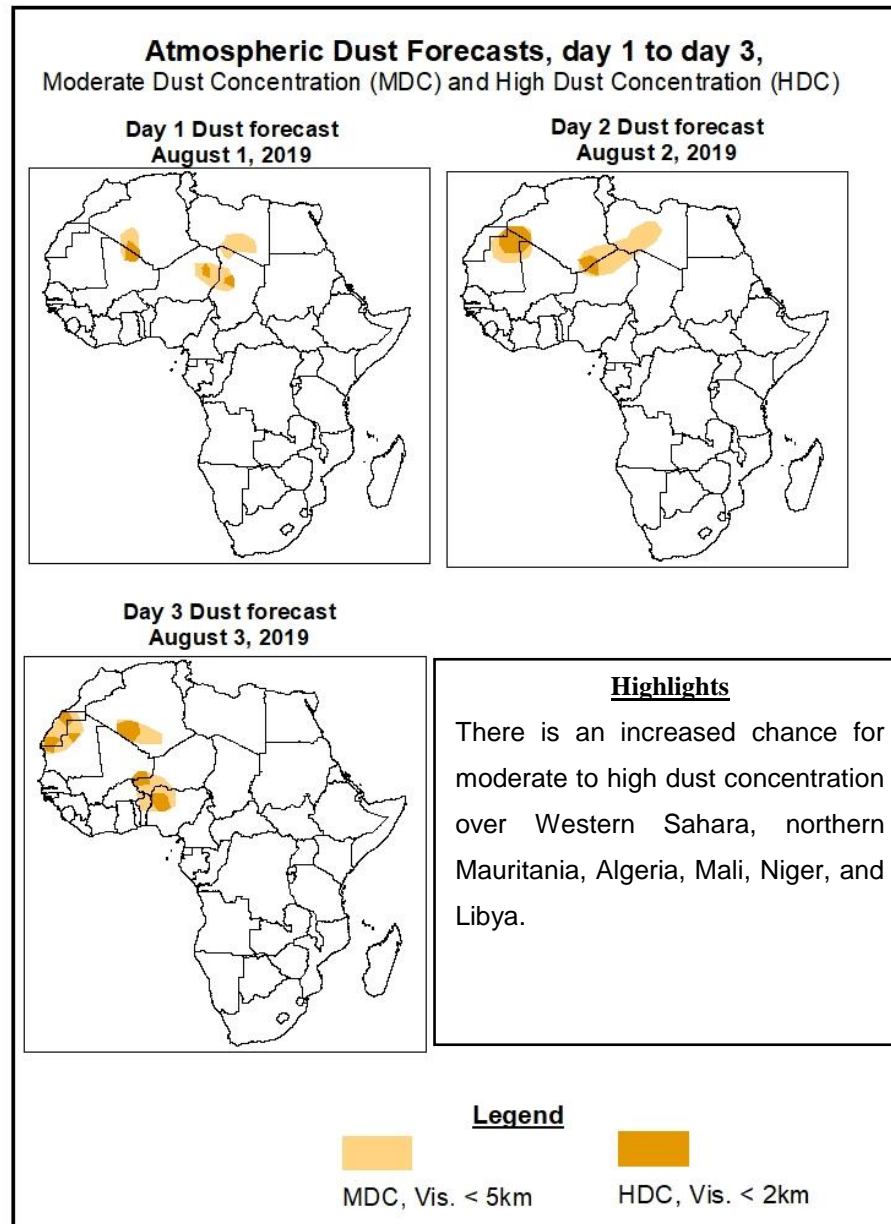 Atmospheric Dust Forecasts, day 1 to day 3,
Moderate Dust Concentration (MDC) and High Dust Concentration (HDC)
Day 1 Dust forecast
August 1, 2019
Day 2 Dust forecast
August 2, 2019
Day 3 Dust forecast
August 3, 2019
Highlights
There is an increased chance for
moderate to high dust concentration
over Western Sahara, northern
Mauritania, Algeria, Mali, Niger, and
Libya.
Legend
MDC, Vis. < 5km
HDC, Vis. < 2km